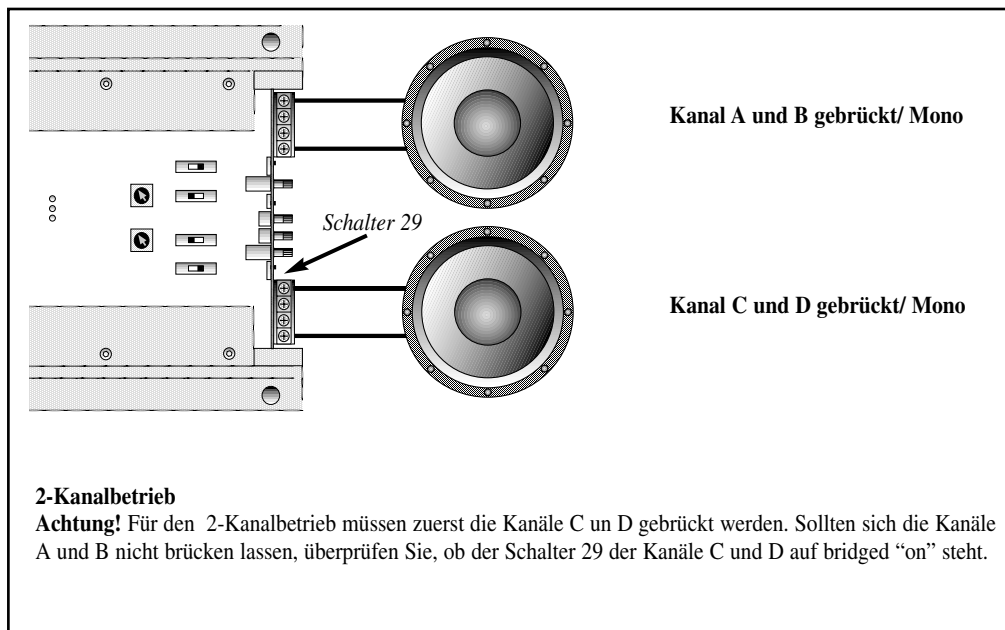 Kanal A und B gebrückt/ Mono
Schalter 29
Kanal C und D gebrückt/ Mono
2-Kanalbetrieb
Achtung! Für den 2-Kanalbetrieb müssen zuerst die Kanäle C un D gebrückt werden. Sollten sich die Kanäle
A und B nicht brücken lassen, überprüfen Sie, ob der Schalter 29 der Kanäle C und D auf bridged “on” steht.